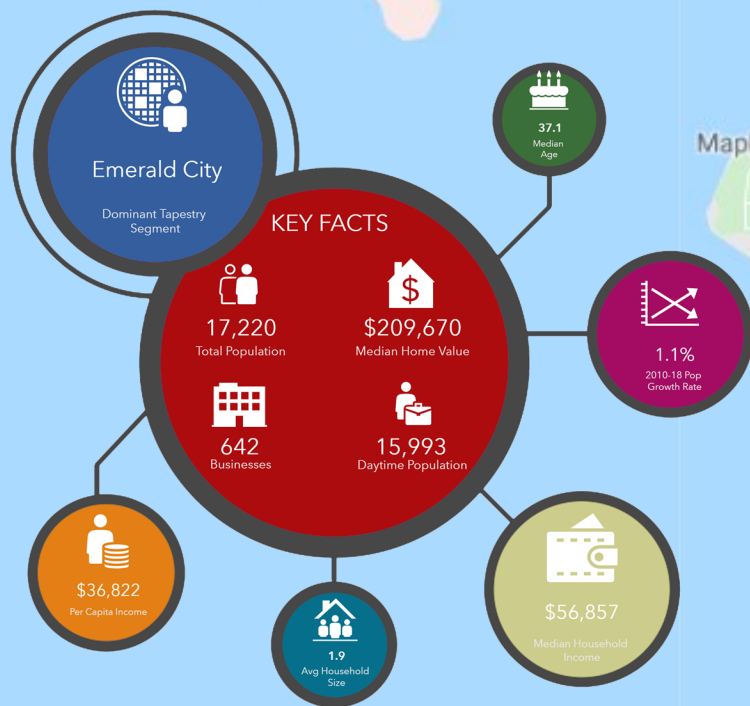 Emerald City
Dominant Tapestry
Segment
KEY FACTS
17,220
Total Population
$209,670
Median Home Value
642
Businesses
15,993
Daytime Population
37.1
Median
Age
Mapl
1.1%
2010-18 Pop
Growth Rate
$36,822
Per Capita Income
1.9
Avg Household
Size
$56,857
Median Household
Income